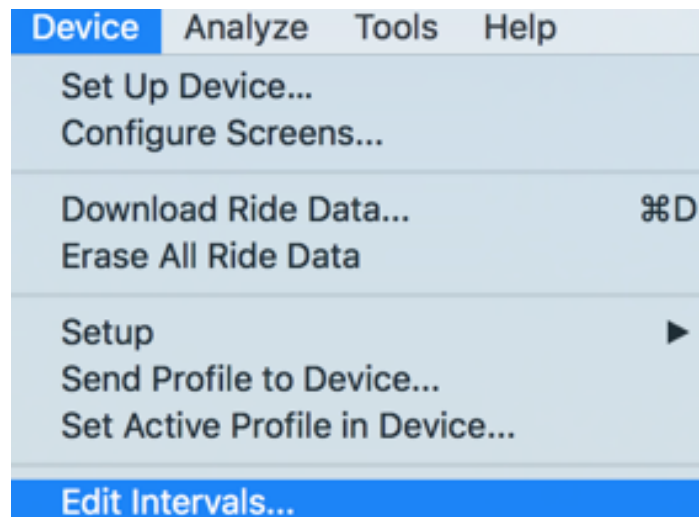 Device Analyze Tools Help
Set Up Device...
Configure Screens...
Download Ride Data... ⌘D
Erase All Ride Data
Setup ▶
Send Profile to Device...
Set Active Profile in Device...
Edit Intervals...